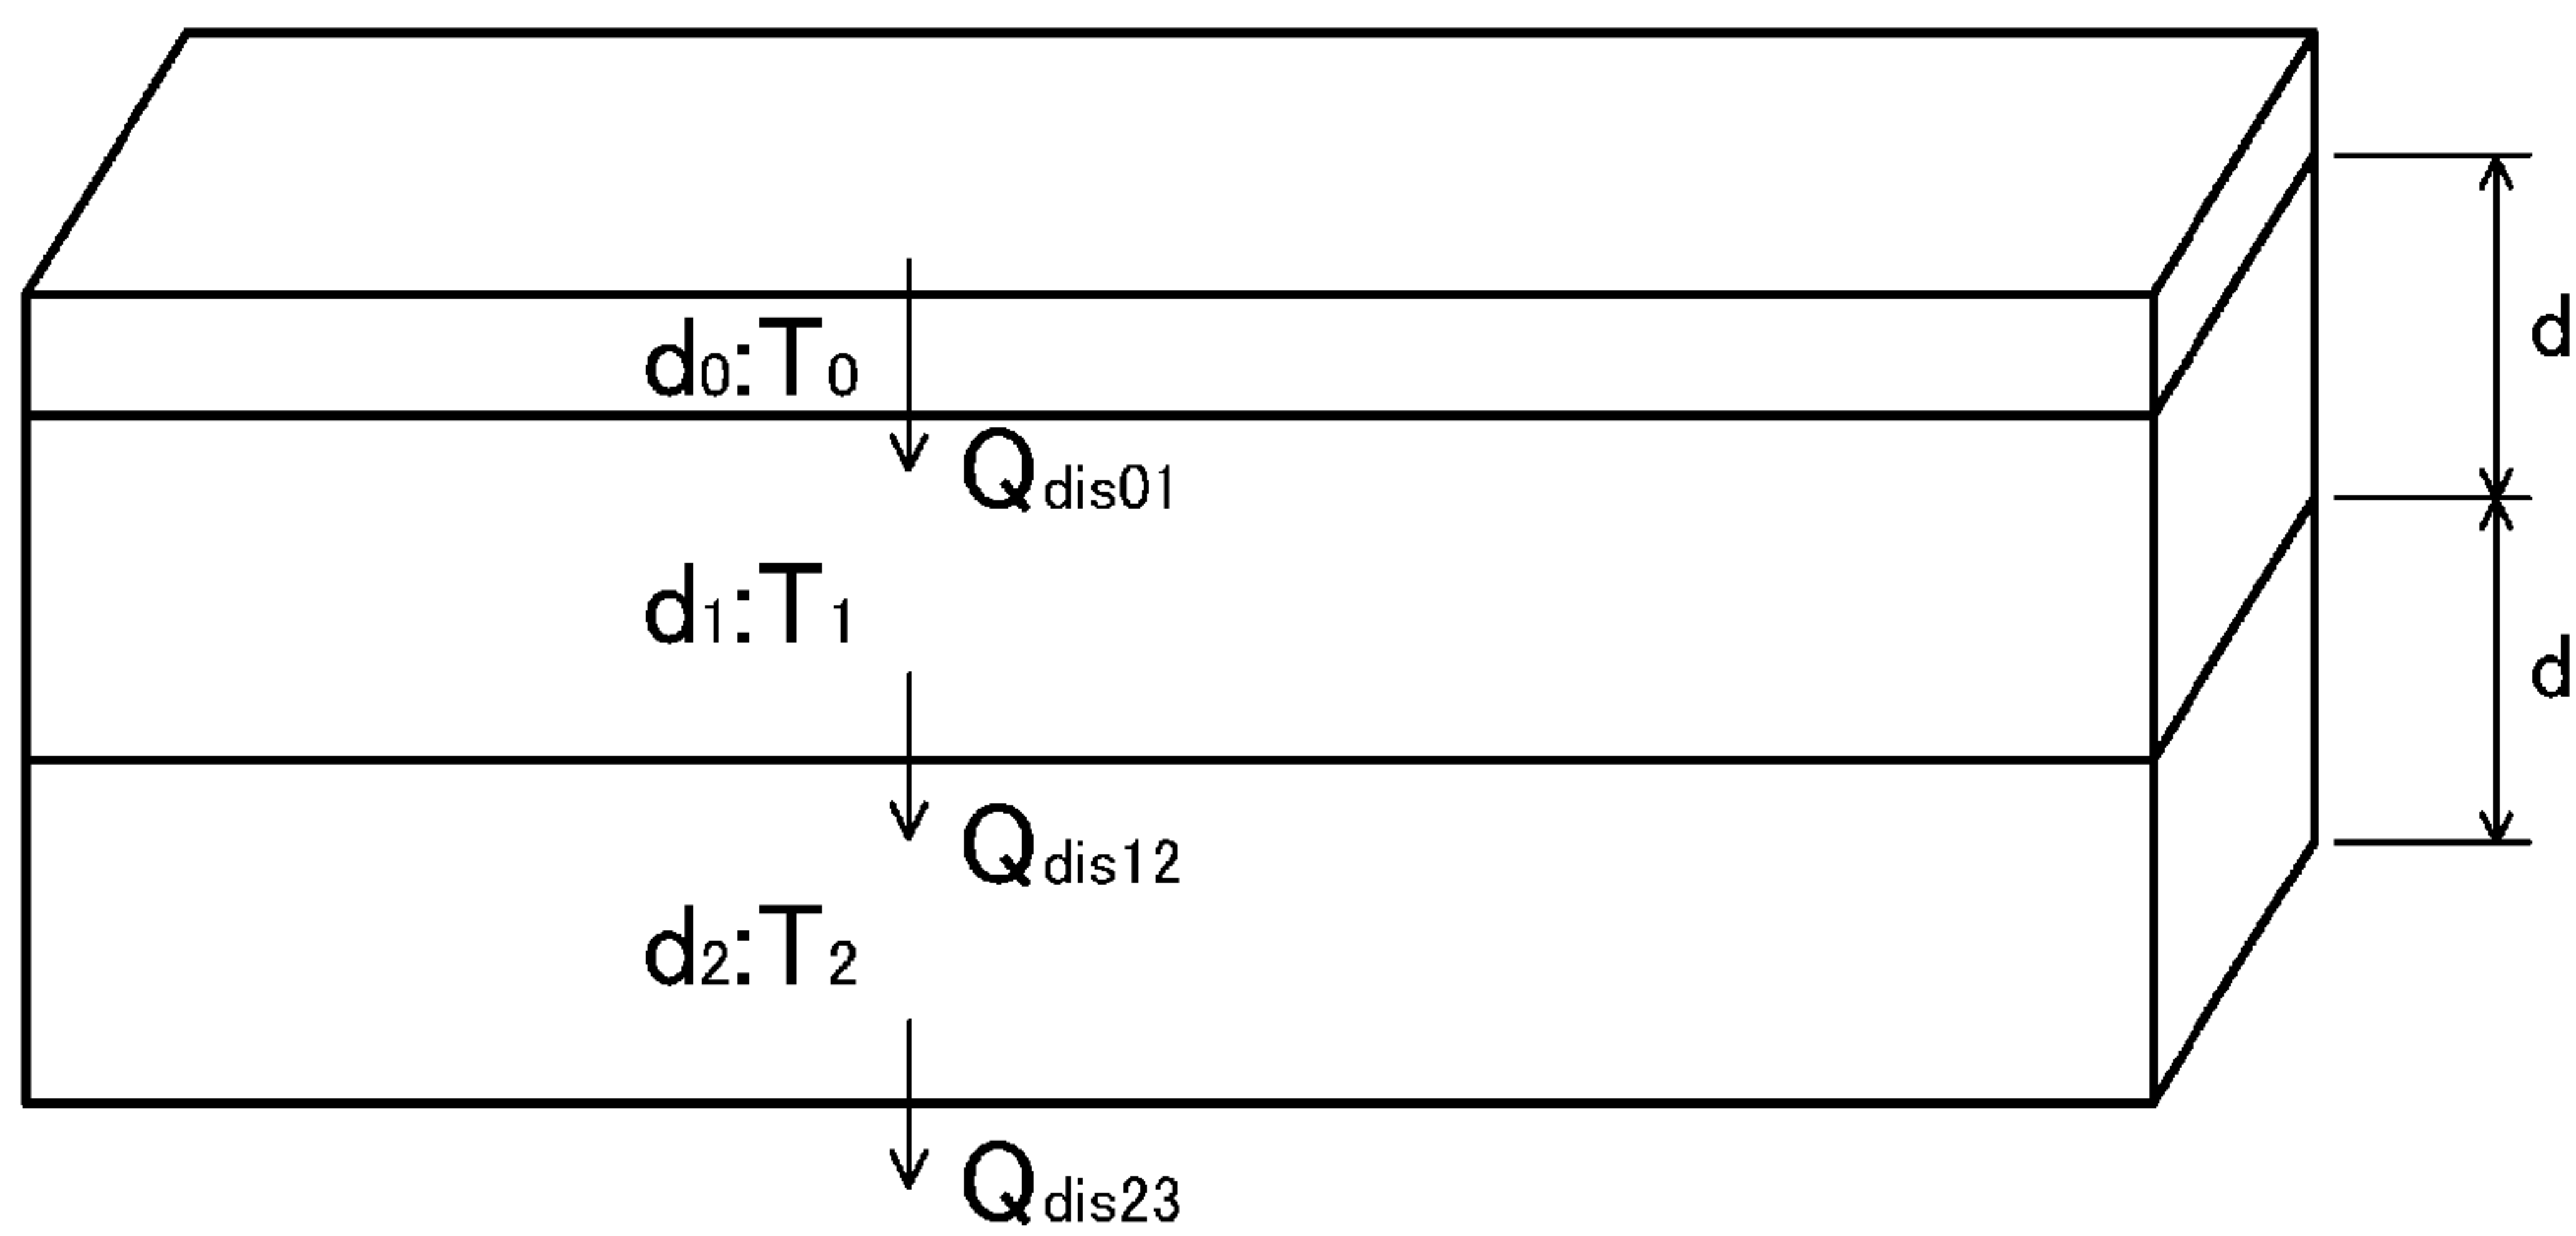 d
d₀:T₀
Qdis01
d₁:T₁
d
Qdis12
d₂:T₂
Qdis23